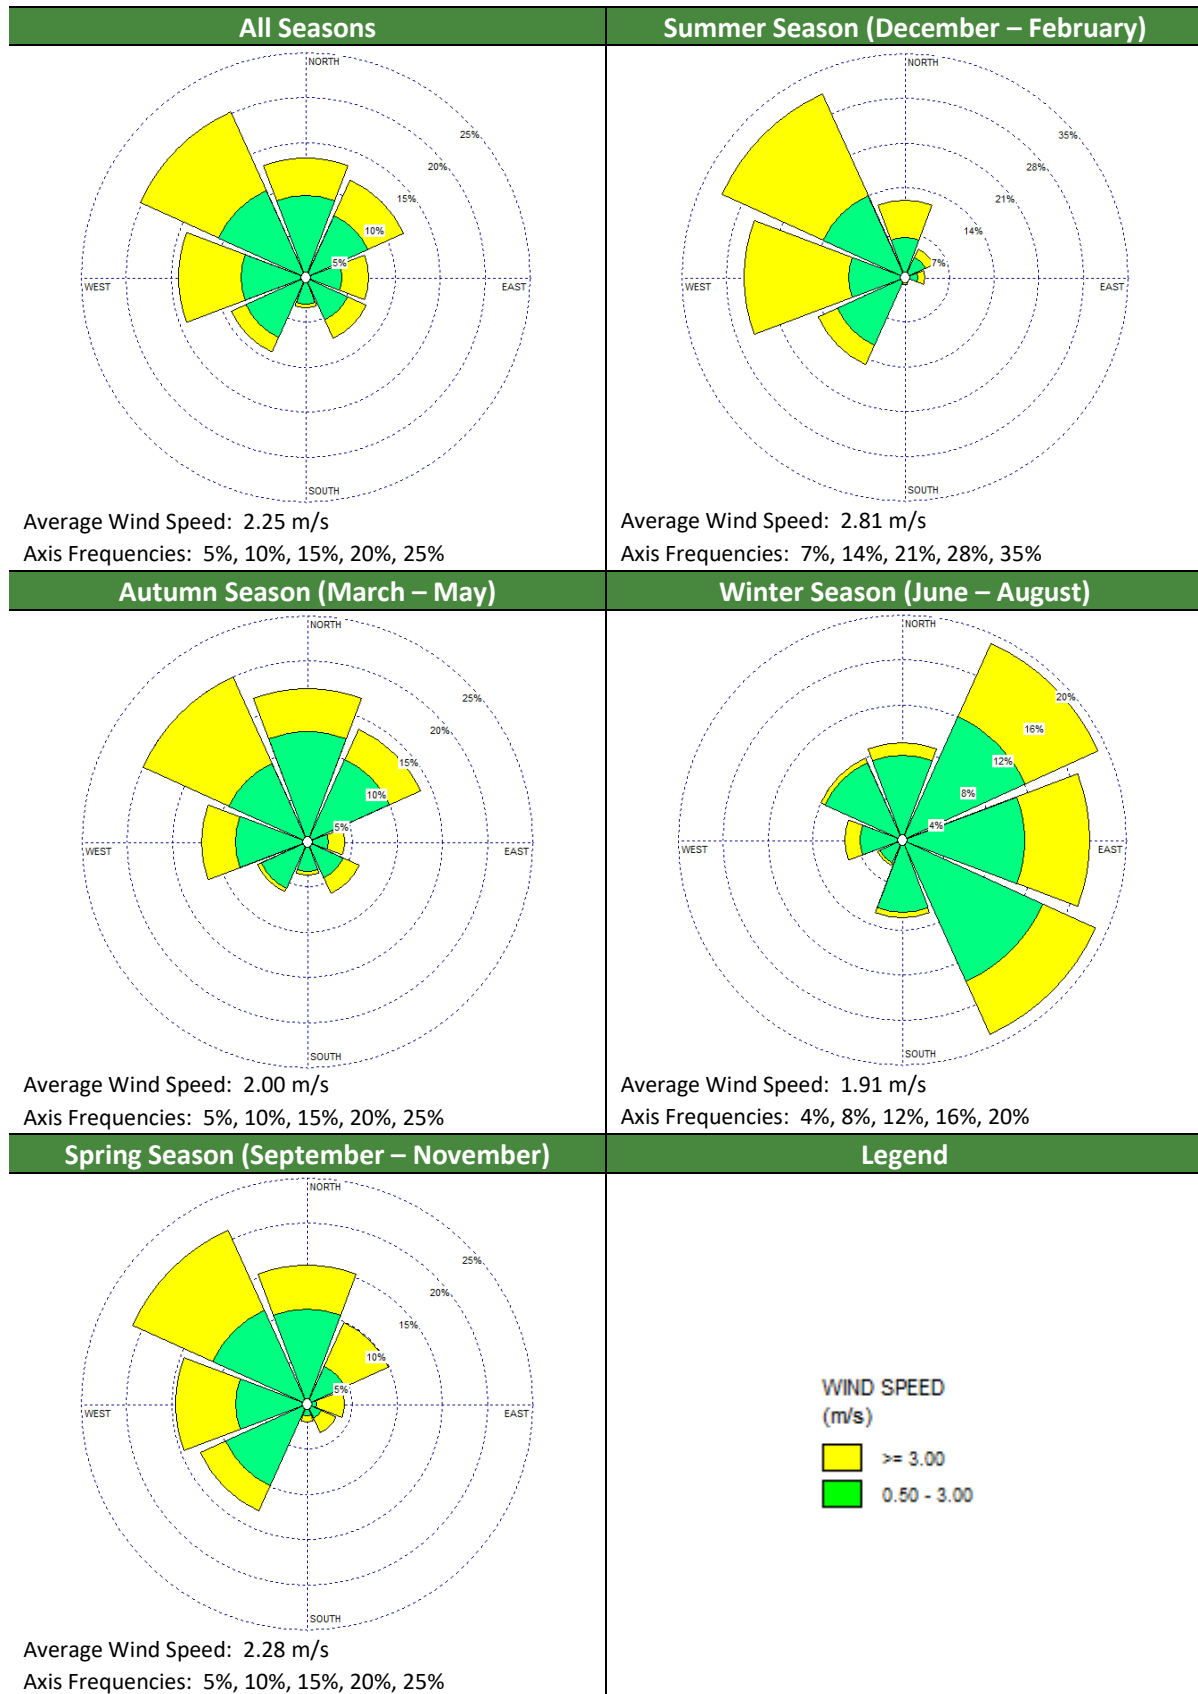 All Seasons
NORTH
25%
20%
15%
10%
5%
WEST
EAST
SOUTH
Average Wind Speed: 2.25 m/s
Axis Frequencies: 5%, 10%, 15%, 20%, 25%
Summer Season (December – February)
NORTH
35%
28%
21%
14%
7%
WEST
EAST
SOUTH
Average Wind Speed: 2.81 m/s
Axis Frequencies: 7%, 14%, 21%, 28%, 35%
Autumn Season (March – May)
NORTH
25%
20%
15%
10%
5%
WEST
EAST
SOUTH
Average Wind Speed: 2.00 m/s
Axis Frequencies: 5%, 10%, 15%, 20%, 25%
Winter Season (June – August)
NORTH
20%
16%
12%
8%
4%
WEST
EAST
SOUTH
Average Wind Speed: 1.91 m/s
Axis Frequencies: 4%, 8%, 12%, 16%, 20%
Spring Season (September – November)
NORTH
25%
20%
15%
10%
5%
WEST
EAST
SOUTH
Average Wind Speed: 2.28 m/s
Axis Frequencies: 5%, 10%, 15%, 20%, 25%
Legend
WIND SPEED
(m/s)
>= 3.00
0.50 - 3.00